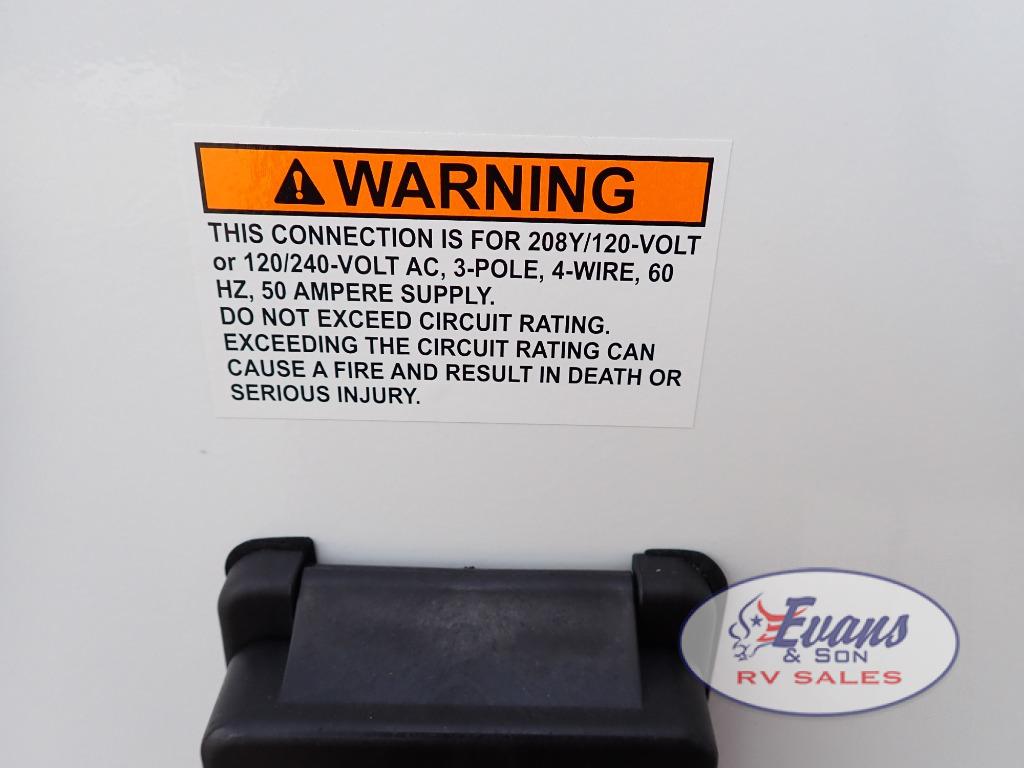 WARNING
THIS CONNECTION IS FOR 208Y/120-VOLT
or 120/240-VOLT AC, 3-POLE, 4-WIRE, 60
HZ, 50 AMPERE SUPPLY.
DO NOT EXCEED CIRCUIT RATING.
EXCEEDING THE CIRCUIT RATING CAN
CAUSE A FIRE AND RESULT IN DEATH OR
SERIOUS INJURY.
Evans
& SON
RV SALES